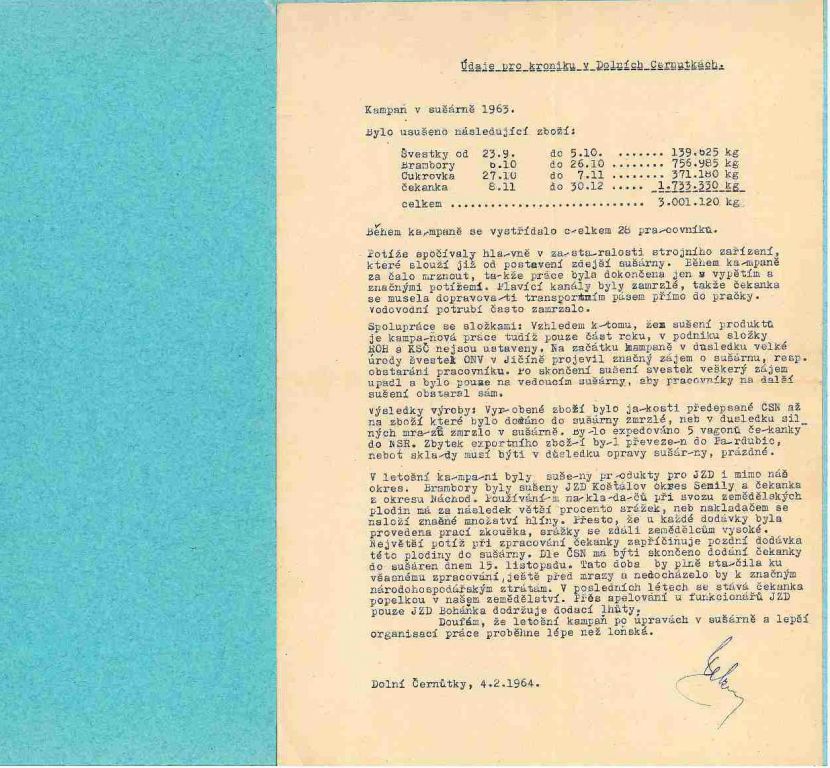 Údaje pro kroniku v Dolních Černutkách.
Kampaň v sušárně 1963.
Bylo usušeno následující zboží:
Švestky od 23.9. do 5.10. ....... 139.625 kg
Brambory 6.10 do 26.10 ....... 756.985 kg
Cukrovka 27.10 do 7.11 ....... 371.180 kg
čekanka 8.11 do 30.12 ..... 1.733.330 kg
celkem ............................ 3.001.120 kg
Během kampaně se vystřídalo celkem 28 pracovníků.
Potíže spočívaly hlavně v zastaralosti strojního zařízení,
které slouží již od postavení zdejší sušárny. Během kampaně
za čalo mrznout, takže práce byla dokončena jen s vypětím s
značnými potížemi. Plavící kanály byly zamrzlé, takže čekanka
se musela dopravovati transportním pasem přímo do pračky.
Vodovodní potrubí často zamrzalo.
Spolupráce se složkami: Vzhledem k tomu, žem sušení produktů
je kampanová práce tudíž pouze část roku, v podniku složky
ROH a KSČ nejsou ustaveny. Na začátku kampaně v důsledku velké
úrody švestek ONV v Jičíně projevil značný zájem o sušárnu, resp.
obstarání pracovníku. Po skončení sušení svestek veškerý zájem
upadl a bylo pouze na vedoucím sušárny, aby pracovníky na další
sušení obstaral sám.
Výsledky výroby: Vyrobené zboží bylo jakosti předepsané ČSN až
na zboží které bylo dodáno do sušárny zmrzlé, neb v dusledku sil_
ných mrazů zmrzlo v sušárně. Bylo expedováno 5 vagonů čekanky
do NSR. Zbytek exportního zboží byl převezen do Pardubic,
nebot sklady musí býti v důsledku opravy sušárny, prázdné.
V letošní kampani byly sušeny produkty pro JZD i mimo náš
okres. Brambory byly sušeny JZD Košťálov okres Semily a čekanka
z okresu Náchod. Používáním nakladačů při svozu zemědělských
plodin má za následek větší procento srážek, neb nakladačem se
naloží značné množství hlíny. Přesto, že u každé dodávky byla
provedena prací zkouška, srážky se zdáli zemědělcům vysoké.
Největší potíž při zpracování čekanky zapříčinuje pozdní dodávka
této plodiny do sušárny. Dle ČSN má býti skončeno dodání čekanky
do sušáren dnem 15. listopadu. Tato doba by plně stačila ku
včasnému zpracování, ještě před mrazy a nedocházelo by k značným
národohospodářským ztrátám. V posledních létech se stává čekanka
popelkou v našem zemědělství. Přes apelování u funkcionářů JZD
pouze JZD Boháňka dodržuje dodací lhůty.
Doufám, že letošní kampaň po úpravách v sušárně a lepší
organisací práce proběhne lépe než loňská.
Dolní Černůtky, 4.2.1964.